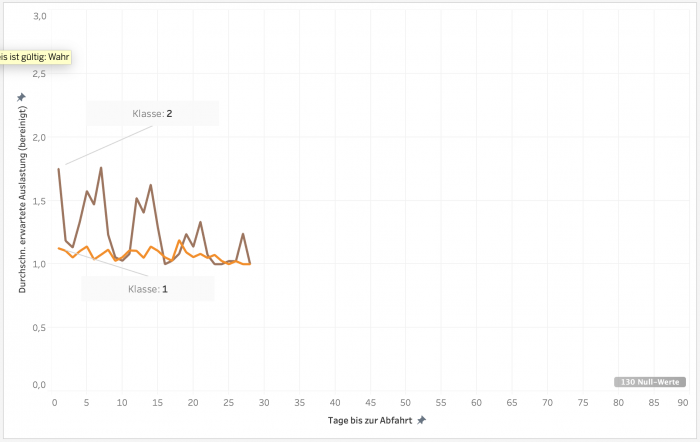 3,0
is ist gültig: Wahr
2,5
Klasse: 2
2,0
Durchschn. erwartete Auslastung (bereinigt)
1,5
1,0
Klasse: 1
0,5
0,0
130 Null-Werte
0 5 10 15 20 25 30 35 40 45 50 55 60 65 70 75 80 85 90
Tage bis zur Abfahrt